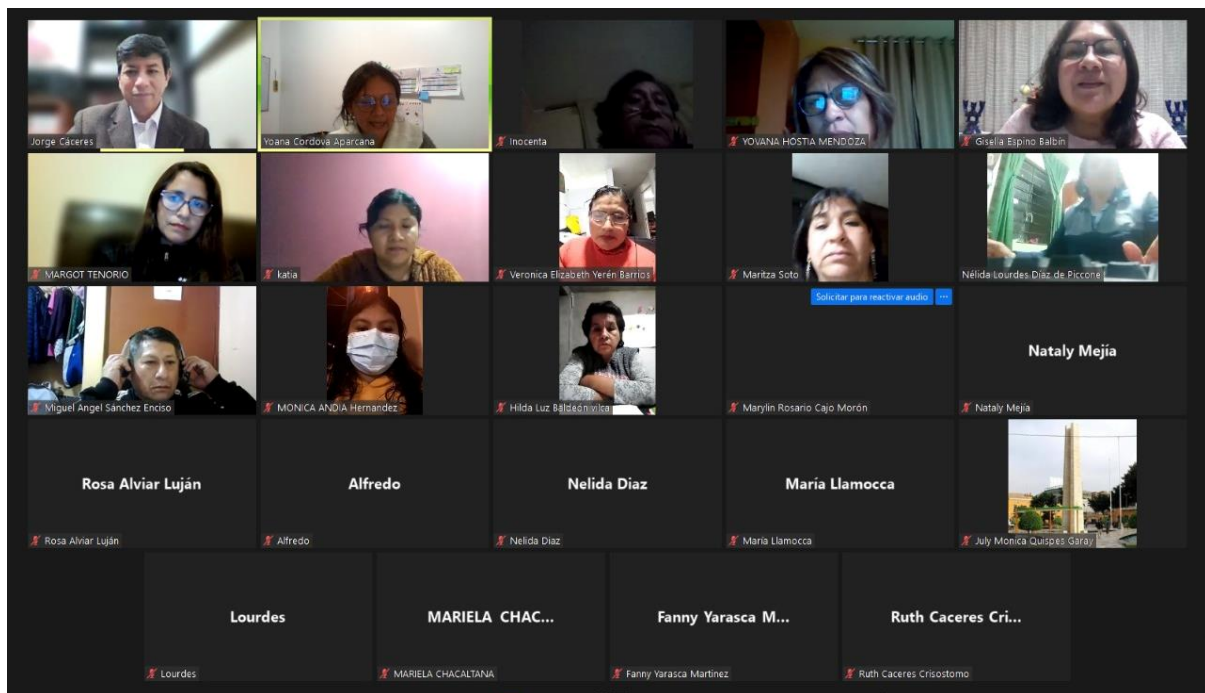 Jorge Cáceres
Yoana Cordova Aparcana
Inocenta
YOVANA HOSTIA MENDOZA
Giselia Espino Balbín
MARGOT TENORIO
katia
Veronica Elizabeth Yerén Barrios
Maritza Soto
Nélida Lourdes Díaz de Piccone
Miguel Angel Sánchez Enciso
MONICA ANDIA Hernandez
Hilda Luz Baldeón vilca
Solicitar para reactivar audio ...
Marylin Rosario Cajo Morón
Nataly Mejía
Nataly Mejía
Rosa Alviar Luján
Rosa Alviar Luján
Alfredo
Alfredo
Nelida Diaz
Nelida Diaz
María Llamocca
María Llamocca
July Monica Quispes Garay
Lourdes
Lourdes
MARIELA CHAC...
MARIELA CHACALTANA
Fanny Yarasca M...
Fanny Yarasca Martinez
Ruth Caceres Cri...
Ruth Caceres Crisostomo